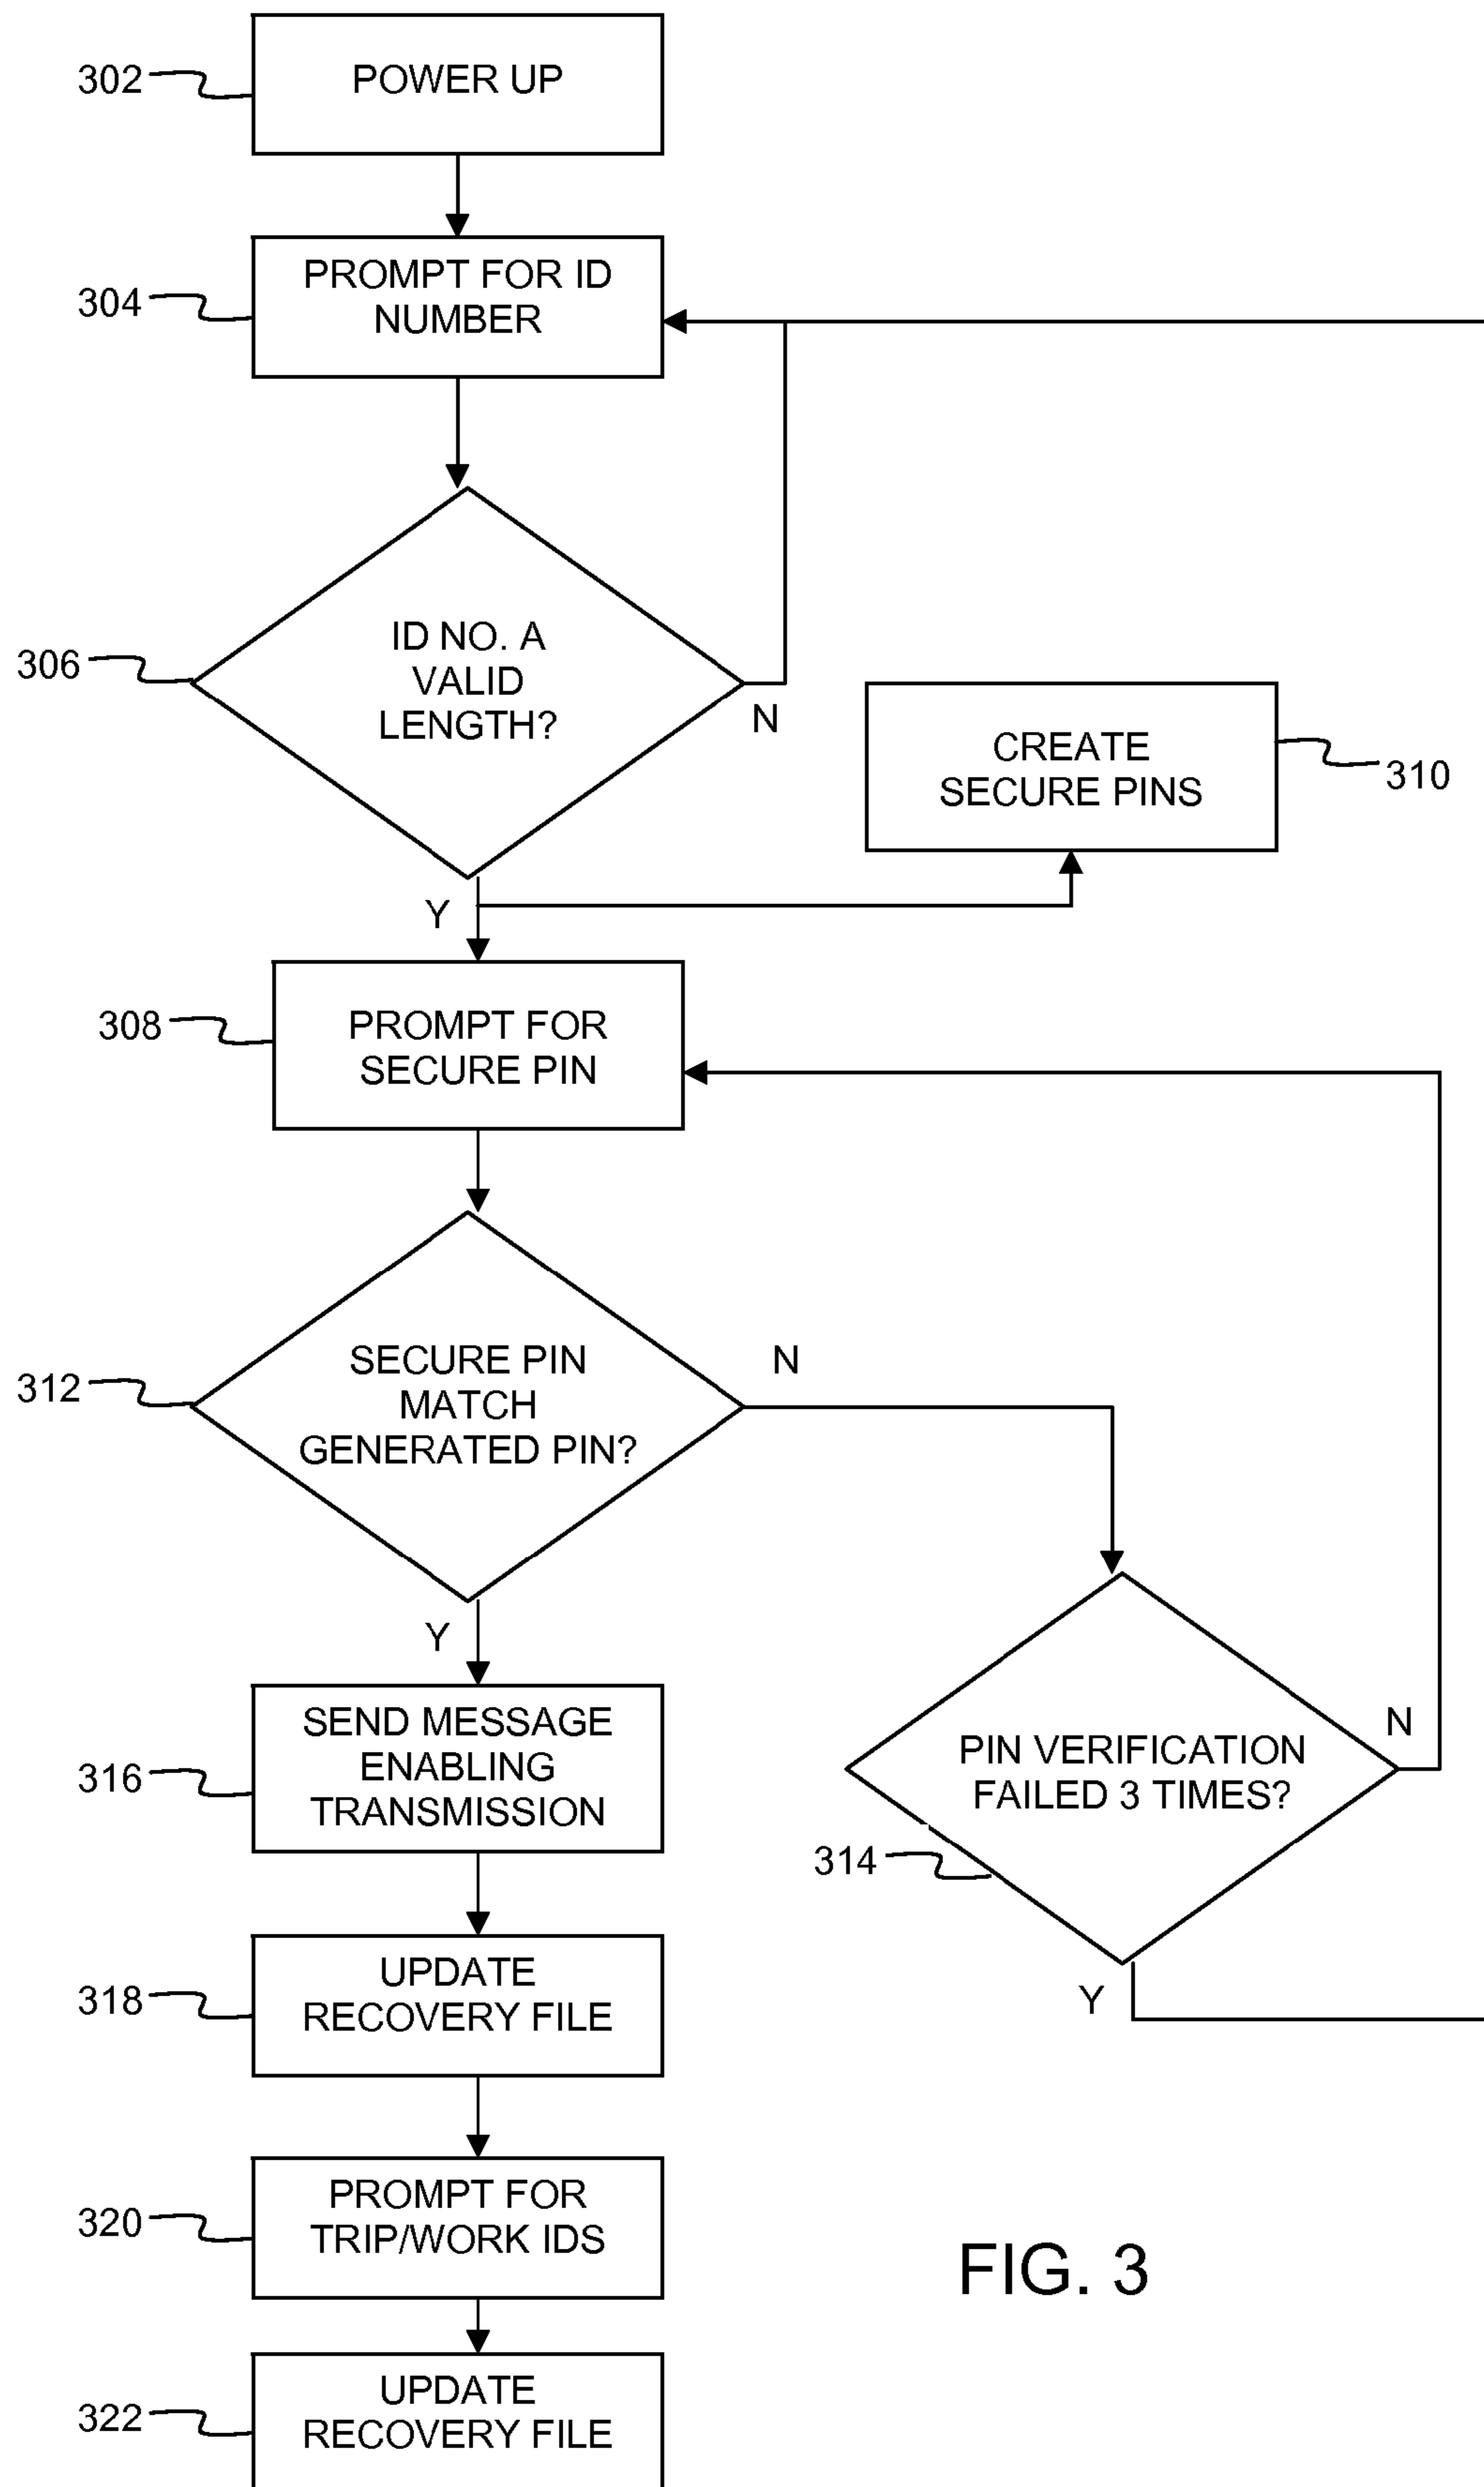 302
POWER UP
304
PROMPT FOR ID
NUMBER
306
ID NO. A
VALID
LENGTH?
N
CREATE
SECURE PINS
310
Y
308
PROMPT FOR
SECURE PIN
312
SECURE PIN
MATCH
GENERATED PIN?
N
Y
316
SEND MESSAGE
ENABLING
TRANSMISSION
PIN VERIFICATION
FAILED 3 TIMES?
N
314
Y
318
UPDATE
RECOVERY FILE
320
PROMPT FOR
TRIP/WORK IDS
FIG. 3
322
UPDATE
RECOVERY FILE